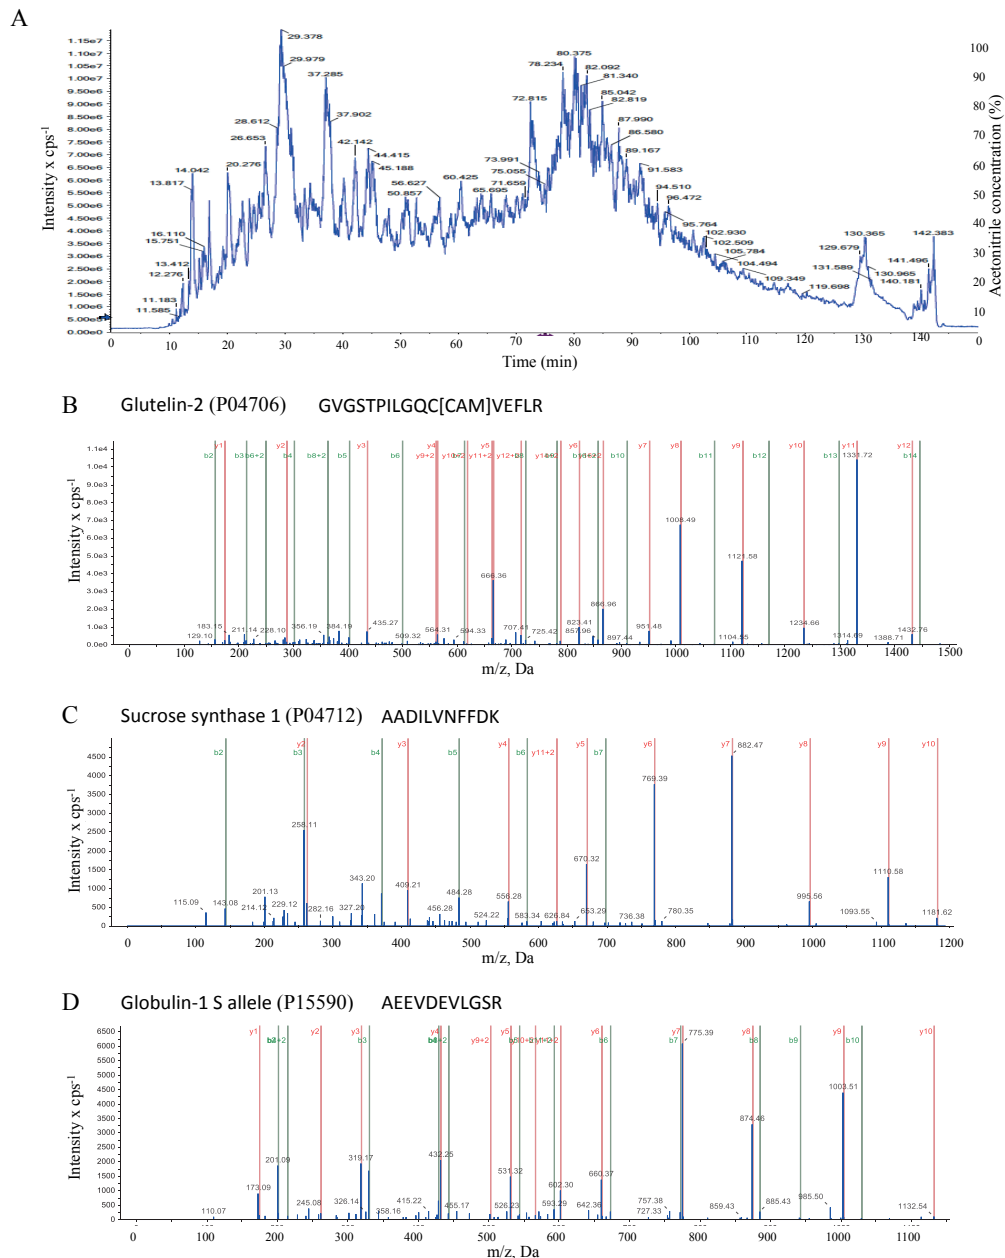 A
Intensity x cps-¹
Acetonitrile concentration (%)
1.15e7
1.10e7
1.05e7
1.00e7
9.50e6
9.00e6
8.50e6
8.00e6
7.50e6
7.00e6
6.50e6
6.00e6
5.50e6
5.00e6
4.50e6
4.00e6
3.50e6
3.00e6
2.50e6
2.00e6
1.50e6
1.00e6
5.00e5
0.00e0
100
90
80
70
60
50
40
30
20
10
29.378
29.979
37.285
28.612
37.902
26.653
42.142
44.415
45.188
20.276
14.042
13.817
56.627
50.857
60.425
65.695
71.659
75.055
73.991
72.815
78.234
80.375
82.092
81.340
85.042
82.819
87.990
86.580
89.167
91.583
94.510
96.472
95.764
102.930
102.509
105.784
104.494
109.349
119.698
130.365
129.679
131.589
130.965
140.181
141.496
142.383
16.110
15.751
13.412
12.276
11.183
11.585
0 10 20 30 40 50 60 70 80 90 100 110 120 130 140 0
Time (min)
B Glutelin-2 (P04706) GVGSTPILGQC[CAM]VEFLR
Intensity x cps-¹
1.1e4
1.0e4
9.0e3
8.0e3
7.0e3
6.0e3
5.0e3
4.0e3
3.0e3
2.0e3
1.0e3
0.0e0
y1 y2 y3 y4 y5 y6 y7 y8 y9 y10 y11 y12
b2 b3 b6+2 b4 b8+2 b5 b6 y9+2 y11+2 b10 b11 b12 b13 b14
129.10 183.15 211.14 228.10 356.19 384.19 435.27 509.32 564.31 594.33 666.36 707.41 725.42 823.41 857.96 866.96 897.44 951.48 1008.49 1104.55 1121.58 1234.66 1314.69 1331.72 1388.71 1432.76
0 100 200 300 400 500 600 700 800 900 1000 1100 1200 1300 1400 1500
m/z, Da
C Sucrose synthase 1 (P04712) AADILVNFFDK
Intensity x cps-¹
4500
4000
3500
3000
2500
2000
1500
1000
500
0
y2 y3 y4 y11+2 y5 y6 y7 y8 y9 y10
b2 b3 b4 b5 b6 b7
115.09 143.08 201.13 214.12 229.12 258.11 282.16 327.20 343.20 409.21 456.28 484.28 524.22 556.28 583.34 626.84 653.29 670.32 736.38 769.39 780.35 882.47 995.56 1093.55 1110.58 1181.62
0 100 200 300 400 500 600 700 800 900 1000 1100 1200
m/z, Da
D Globulin-1 S allele (P15590) AEEVDEVLGSR
Intensity x cps-¹
6500
6000
5500
5000
4500
4000
3500
3000
2500
2000
1500
1000
500
0
y1 y2 y3 y4 y9+2 y5 y6 y7 y8 y9 y10
b3 b6 b7 b8 b9 b10
110.07 173.09 201.09 245.08 319.17 326.14 358.16 415.22 432.25 455.17 526.23 531.32 593.29 602.30 642.36 660.37 727.33 757.38 775.39 859.43 874.46 885.43 985.50 1003.51 1132.54
0 100 200 300 400 500 600 700 800 900 1000 1100
m/z, Da